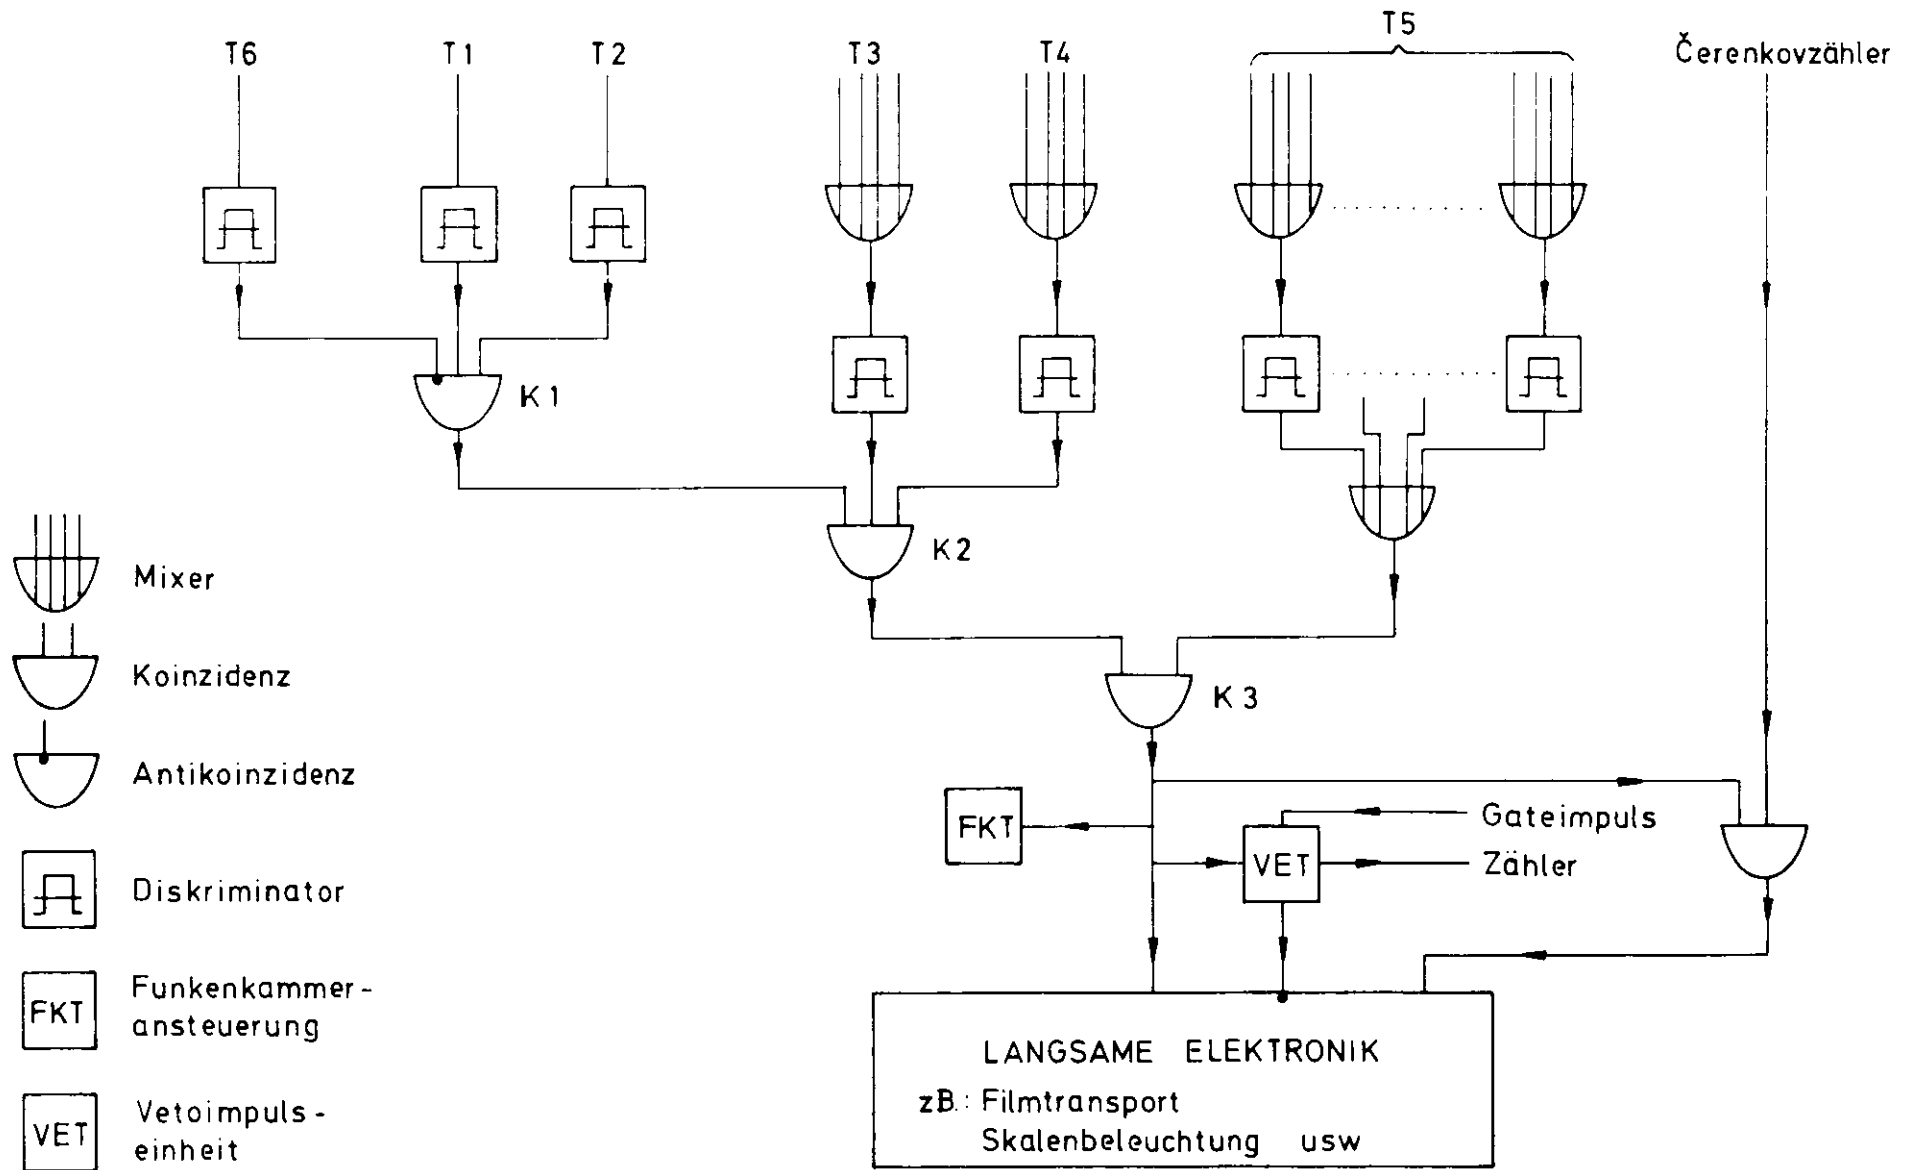 T6
T1
T2
T3
T4
T5
Čerenkovzähler
K1
K2
K3
Mixer
Koinzidenz
Antikoinzidenz
Diskriminator
FKT
Funkenkammer-
ansteuerung
VET
Vetoimpuls-
einheit
FKT
VET
Gateimpuls
Zähler
LANGSAME ELEKTRONIK
zB.: Filmtransport
Skalenbeleuchtung usw